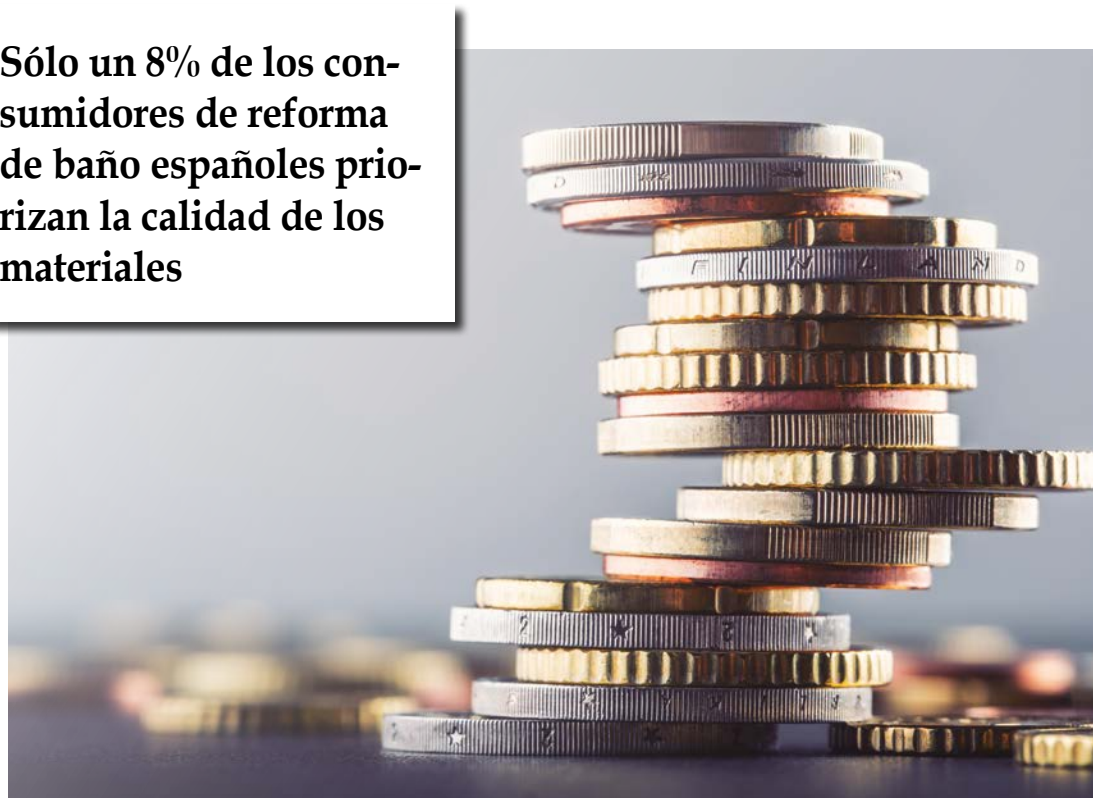 Sólo un 8% de los con-
sumidores de reforma
de baño españoles prio-
rizan la calidad de los
materiales
FINLAND